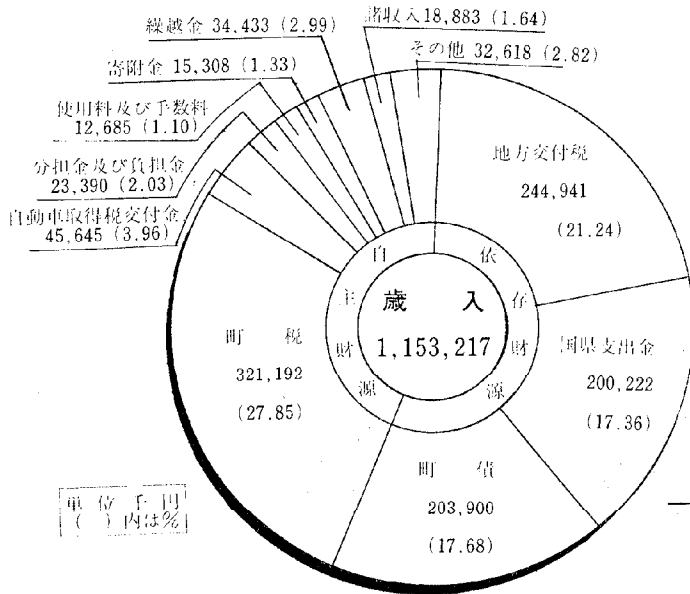 繰越金 34,433 (2.99)
諸収入18,883 (1.64)
その他 32,618 (2.82)
寄附金 15,308 (1.33)
使用料及び手数料
12,685 (1.10)
分担金及び負担金
23,390 (2.03)
自動車取得税交付金
45,645 (3.96)
地方交付税
244,941
(21.24)
国県支出金
200,222
(17.36)
町債
203,900
(17.68)
町税
321,192
(27.85)
自主財源
依存財源
歳入
1,153,217
単位千円
( )内は%